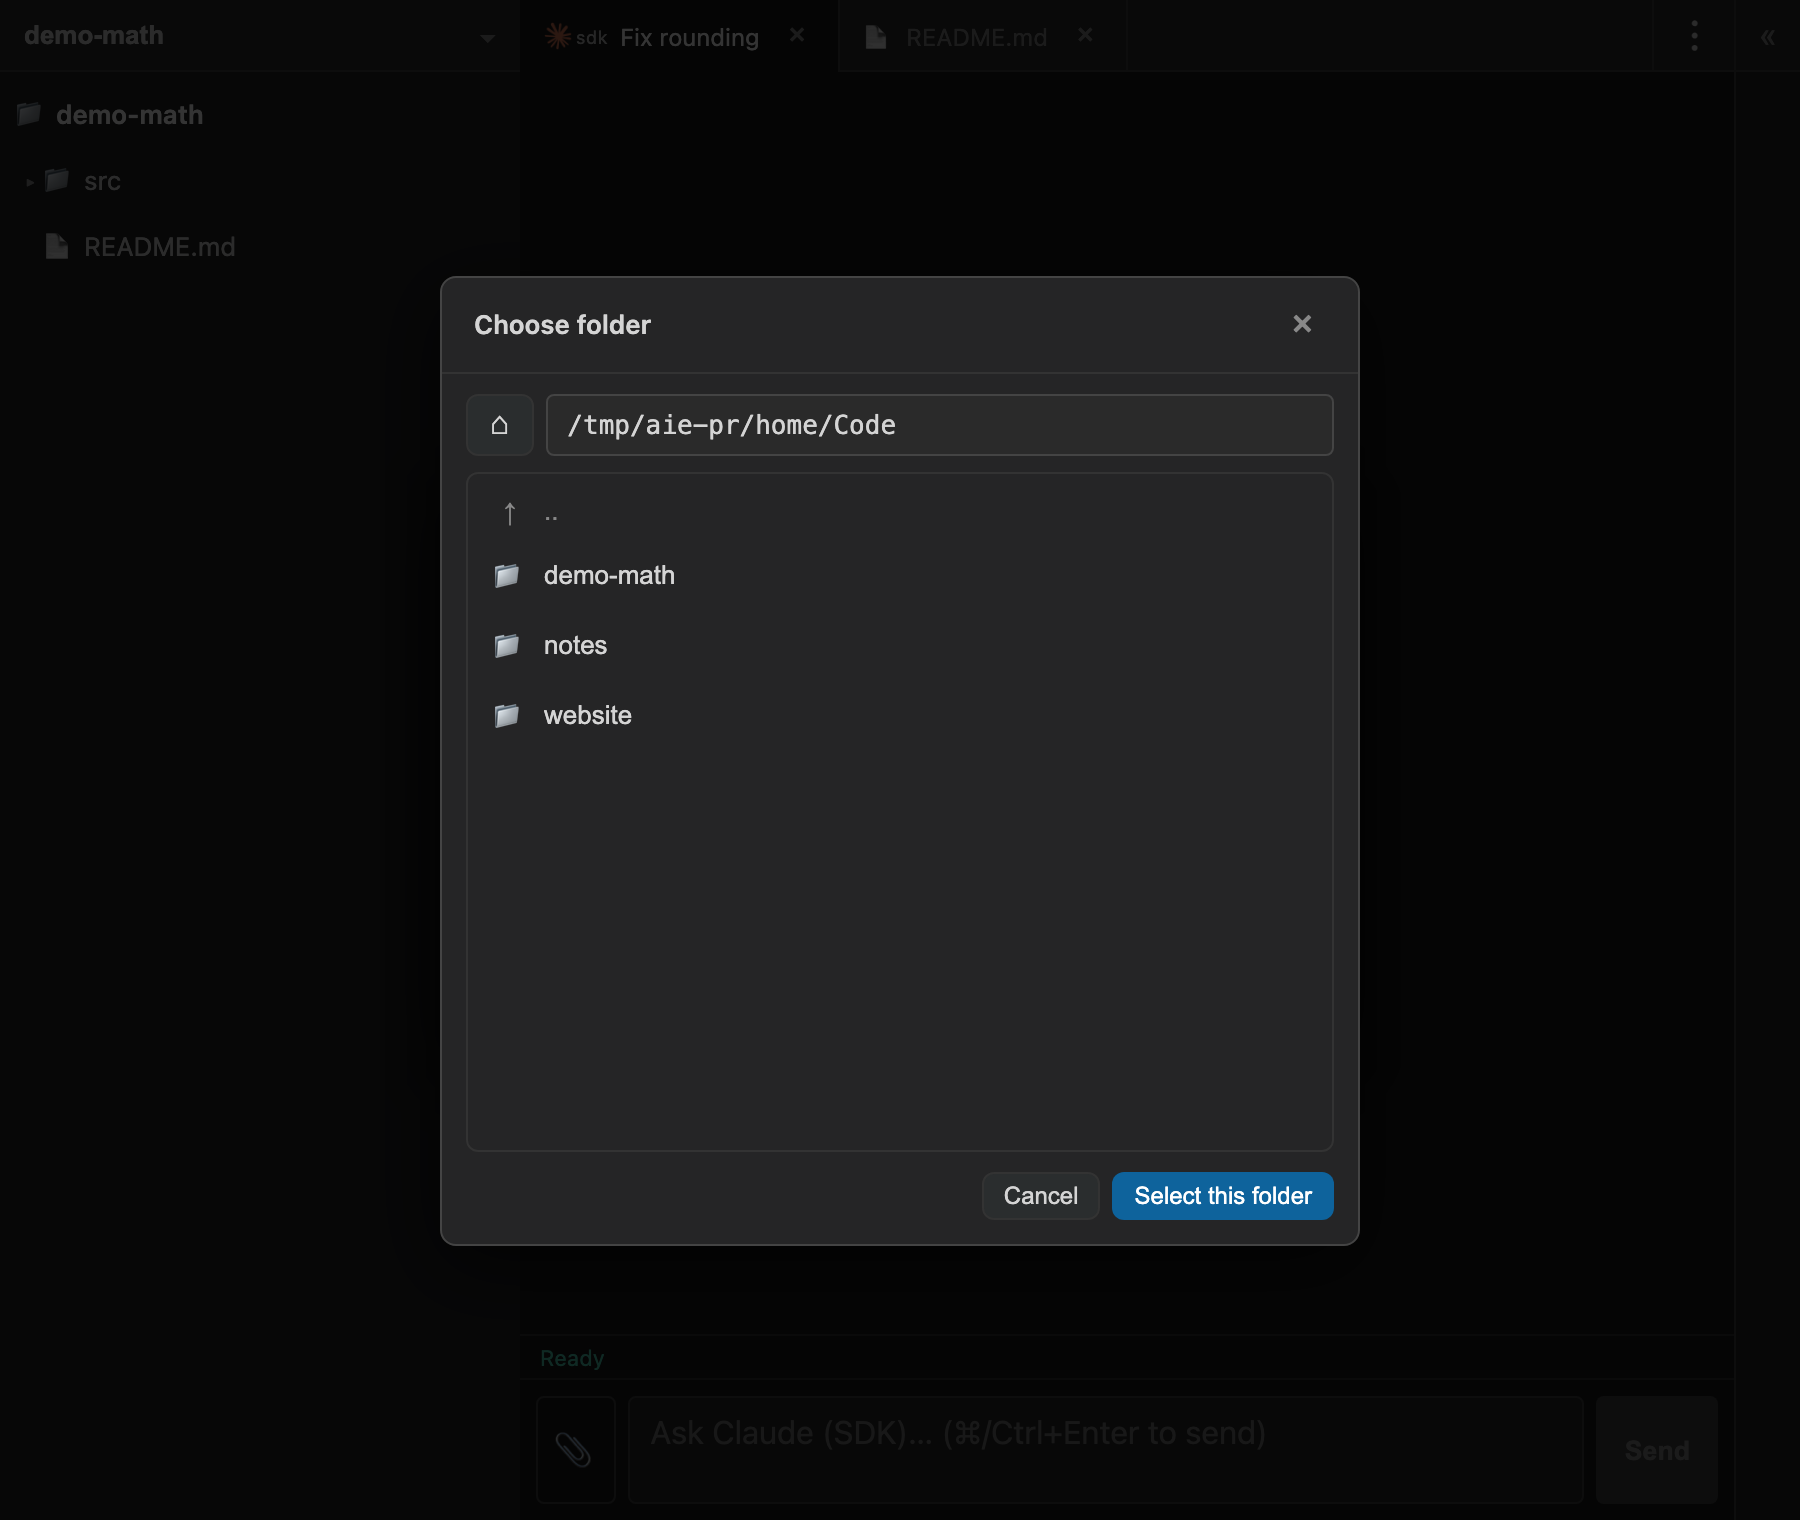 demo-math
sdk Fix rounding ×
README.md ×
«
demo-math
src
README.md
Choose folder ×
/tmp/aie-pr/home/Code
↑ ..
demo-math
notes
website
Cancel
Select this folder
Ready
Ask Claude (SDK)... (⌘/Ctrl+Enter to send)
Send